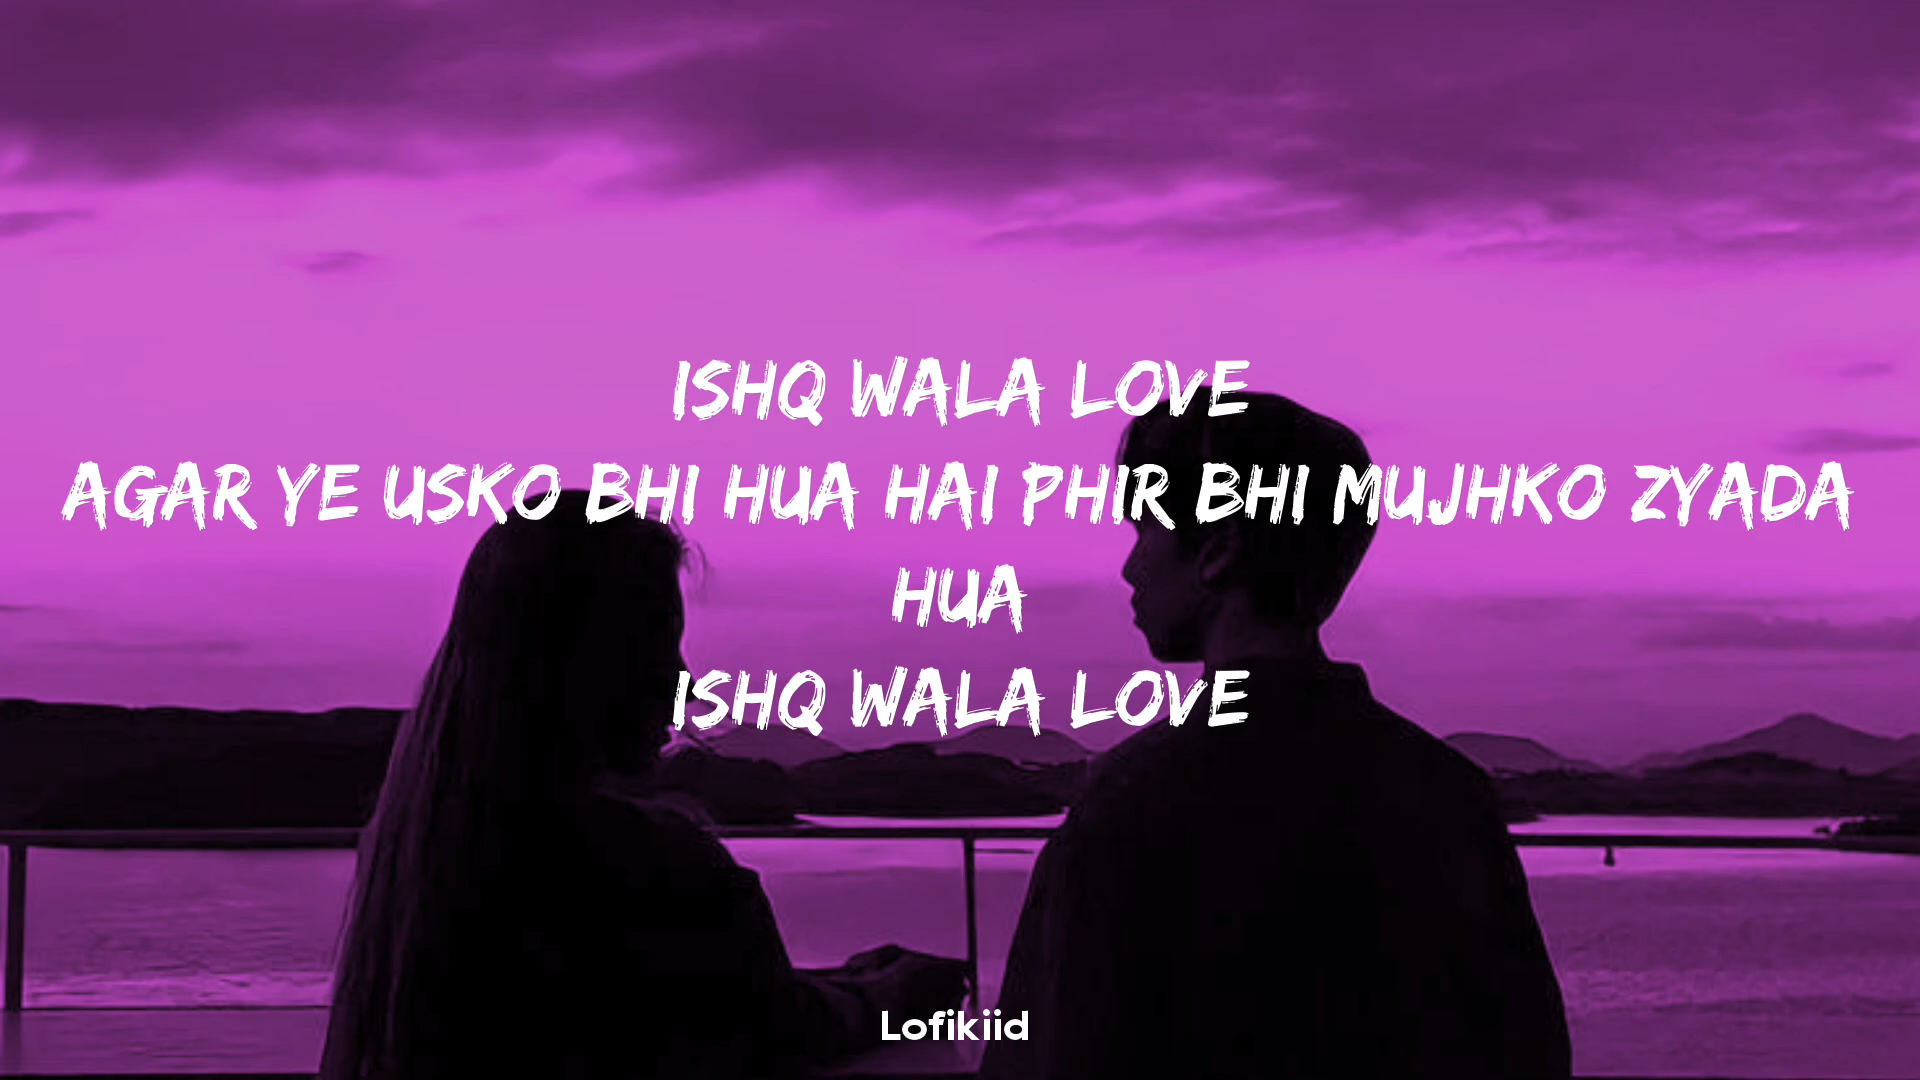 ISHQ WALA LOVE
AGAR YE USKO BHI HUA HAI PHIR BHI MUJHKO ZYADA
HUA
ISHQ WALA LOVE
Lofikiid